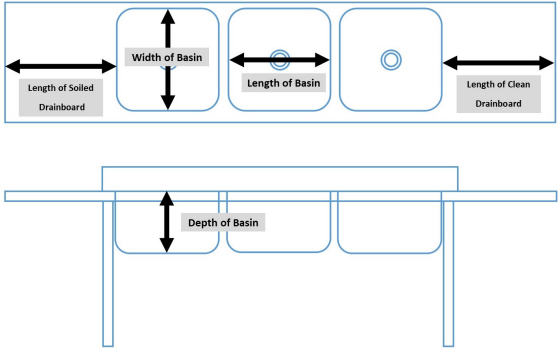 Width of Basin
Length of Soiled
Drainboard
Length of Basin
Length of Clean
Drainboard
Depth of Basin